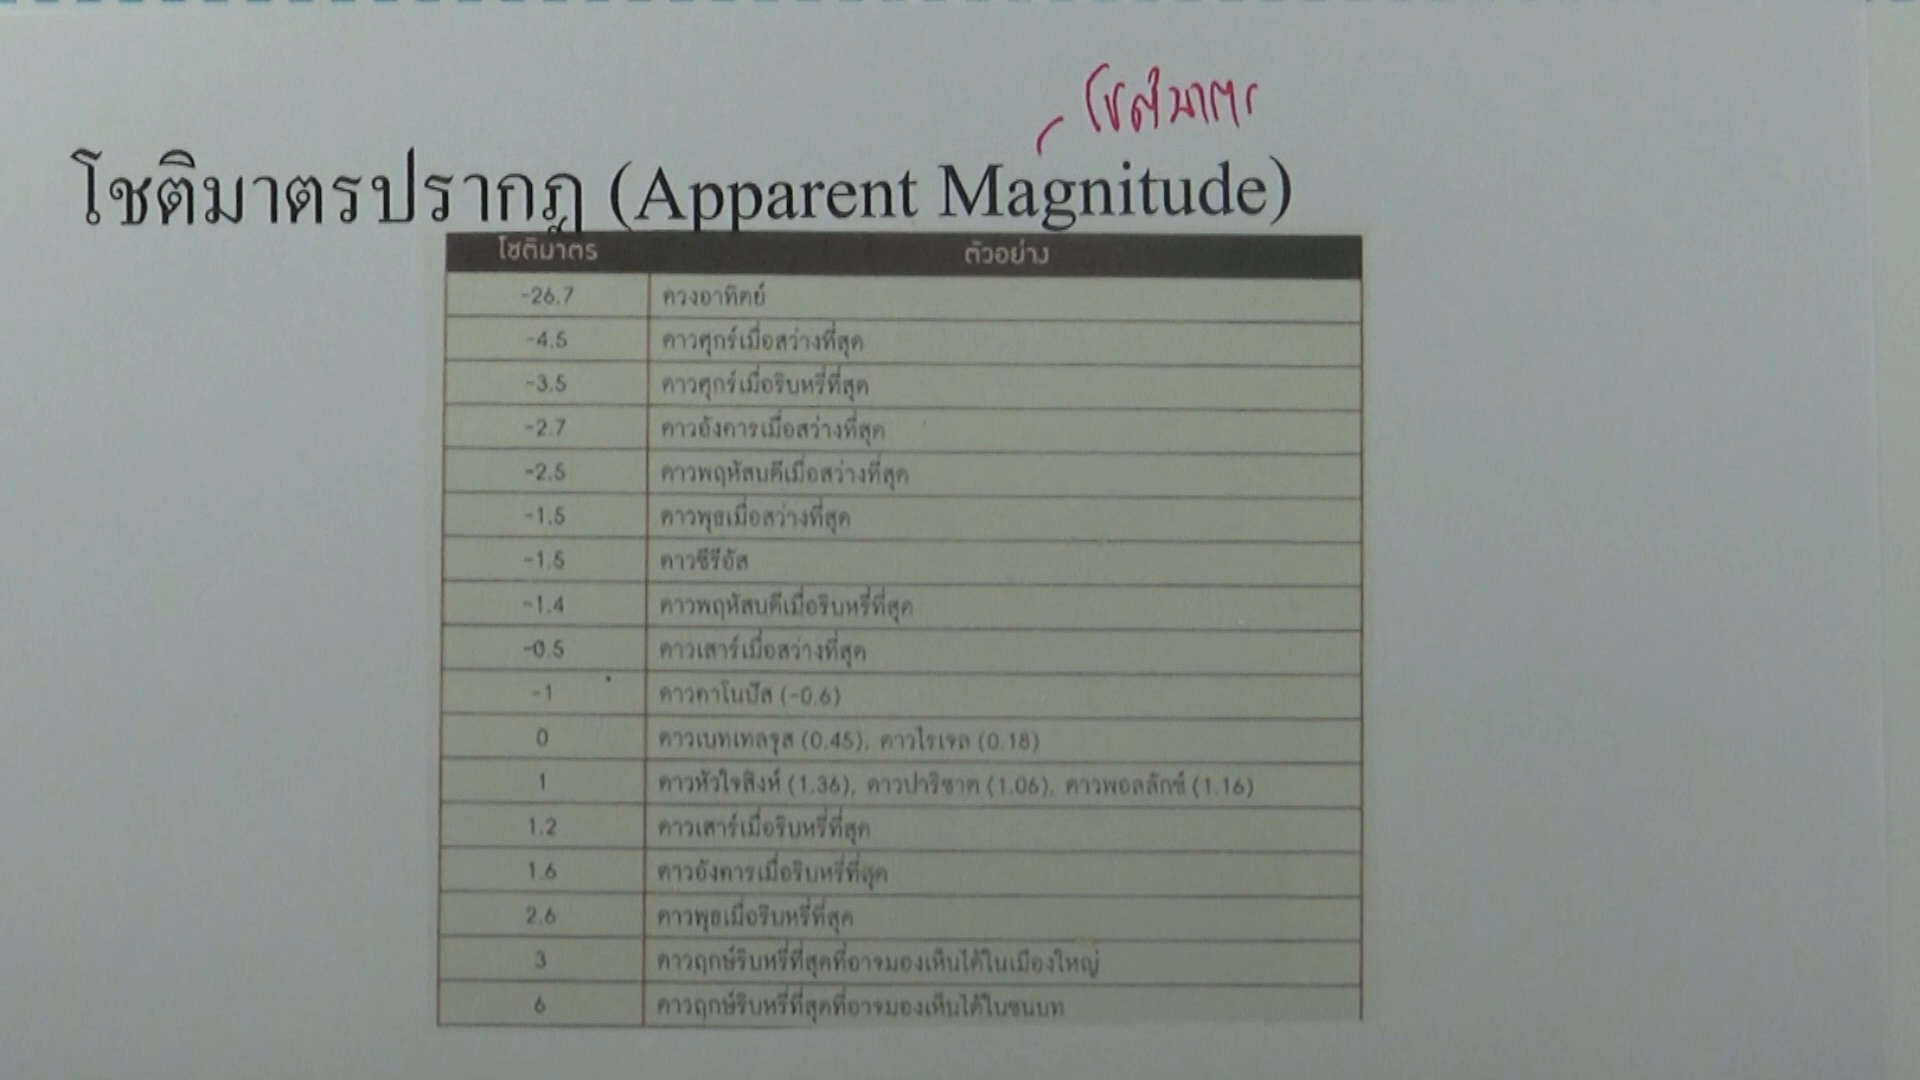 โชติมาตร
โชติมาตรปรากฏ (Apparent Magnitude)
โชติมาตร ตัวอย่าง
-26.7 ดวงอาทิตย์
-4.5 ดาวศุกร์เมื่อสว่างที่สุด
-3.5 ดาวศุกร์เมื่อริบหรี่ที่สุด
-2.7 ดาวอังคารเมื่อสว่างที่สุด
-2.5 ดาวพฤหัสบดีเมื่อสว่างที่สุด
-1.5 ดาวพุธเมื่อสว่างที่สุด
-1.5 ดาวซีรีอัส
-1.4 ดาวพฤหัสบดีเมื่อริบหรี่ที่สุด
-0.5 ดาวเสาร์เมื่อสว่างที่สุด
-1 ดาวคาโนปัส (-0.6)
0 ดาวเบทเทลจุส (0.45), ดาวไรเจล (0.18)
1 ดาวหัวใจสิงห์ (1.36), ดาวปาริชาต (1.06), ดาวพอลลักซ์ (1.16)
1.2 ดาวเสาร์เมื่อริบหรี่ที่สุด
1.6 ดาวอังคารเมื่อริบหรี่ที่สุด
2.6 ดาวพุธเมื่อริบหรี่ที่สุด
3 ดาวฤกษ์ริบหรี่ที่สุดที่อาจมองเห็นได้ในเมืองใหญ่
6 ดาวฤกษ์ริบหรี่ที่สุดที่อาจมองเห็นได้ในชนบท